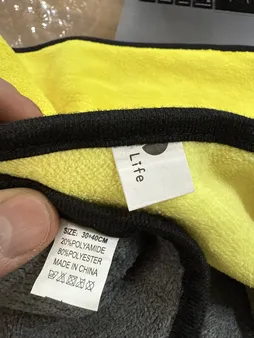 Life
SIZE: 30*40CM
20%POLYAMIDE
80%POLYESTER
MADE IN CHINA